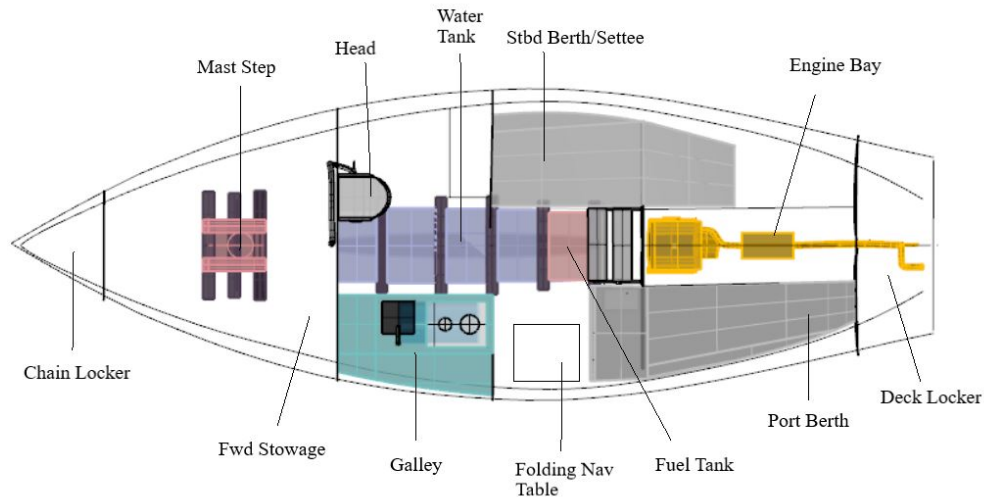 Water
Tank
Stbd Berth/Settee
Head
Engine Bay
Mast Step
Chain Locker
Deck Locker
Port Berth
Fwd Stowage
Galley
Folding Nav
Table
Fuel Tank